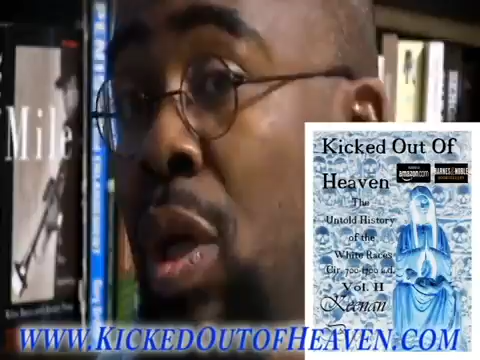 Mile
Kicked Out Of
Heaven
amazon.com
BARNES & NOBLE
The
Untold History
of the
White Races
Cir. 700-1700 a.d.
Vol. II
Keenan
WWW.KICKEDOUTOFHEAVEN.COM